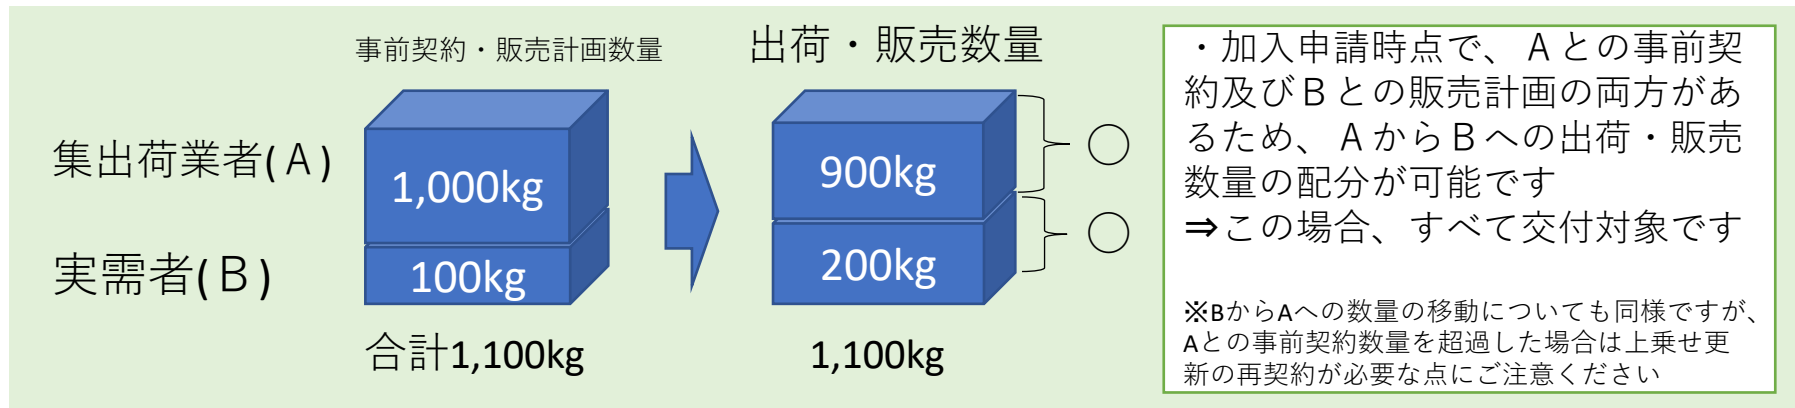 事前契約・販売計画数量
出荷・販売数量
集出荷業者(Ａ)
1,000kg
900kg
○
実需者(Ｂ)
100kg
200kg
○
合計1,100kg
1,100kg
・加入申請時点で、Ａとの事前契
約及びＢとの販売計画の両方があ
るため、ＡからＢへの出荷・販売
数量の配分が可能です
⇒この場合、すべて交付対象です
※BからAへの数量の移動についても同様ですが、
Aとの事前契約数量を超過した場合は上乗せ更
新の再契約が必要な点にご注意ください